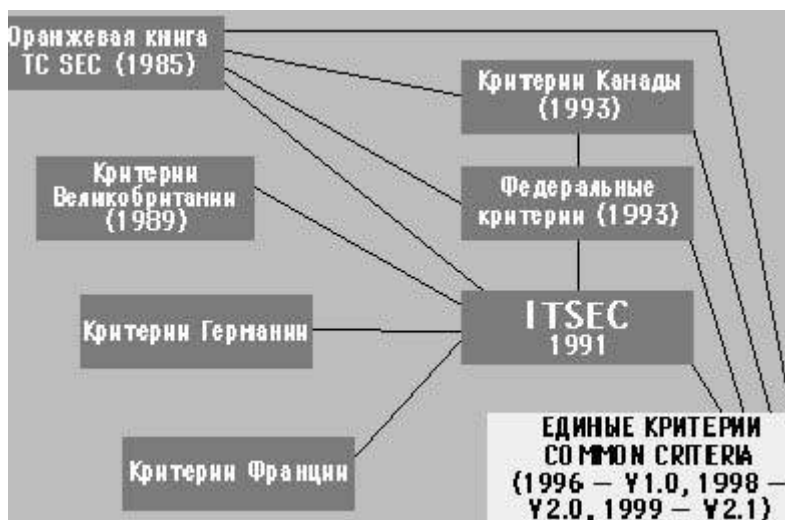 Оранжевая книга
TC SEC (1985)
Критерии Канады
(1993)
Критерии
Великобритании
(1989)
Федеральные
критерии (1993)
ITSEC
1991
Критерии Германии
Критерии Франции
ЕДИНЫЕ КРИТЕРИИ
COMMON CRITERIA
(1996 – V1.0, 1998 –
V2.0, 1999 – V2.1)